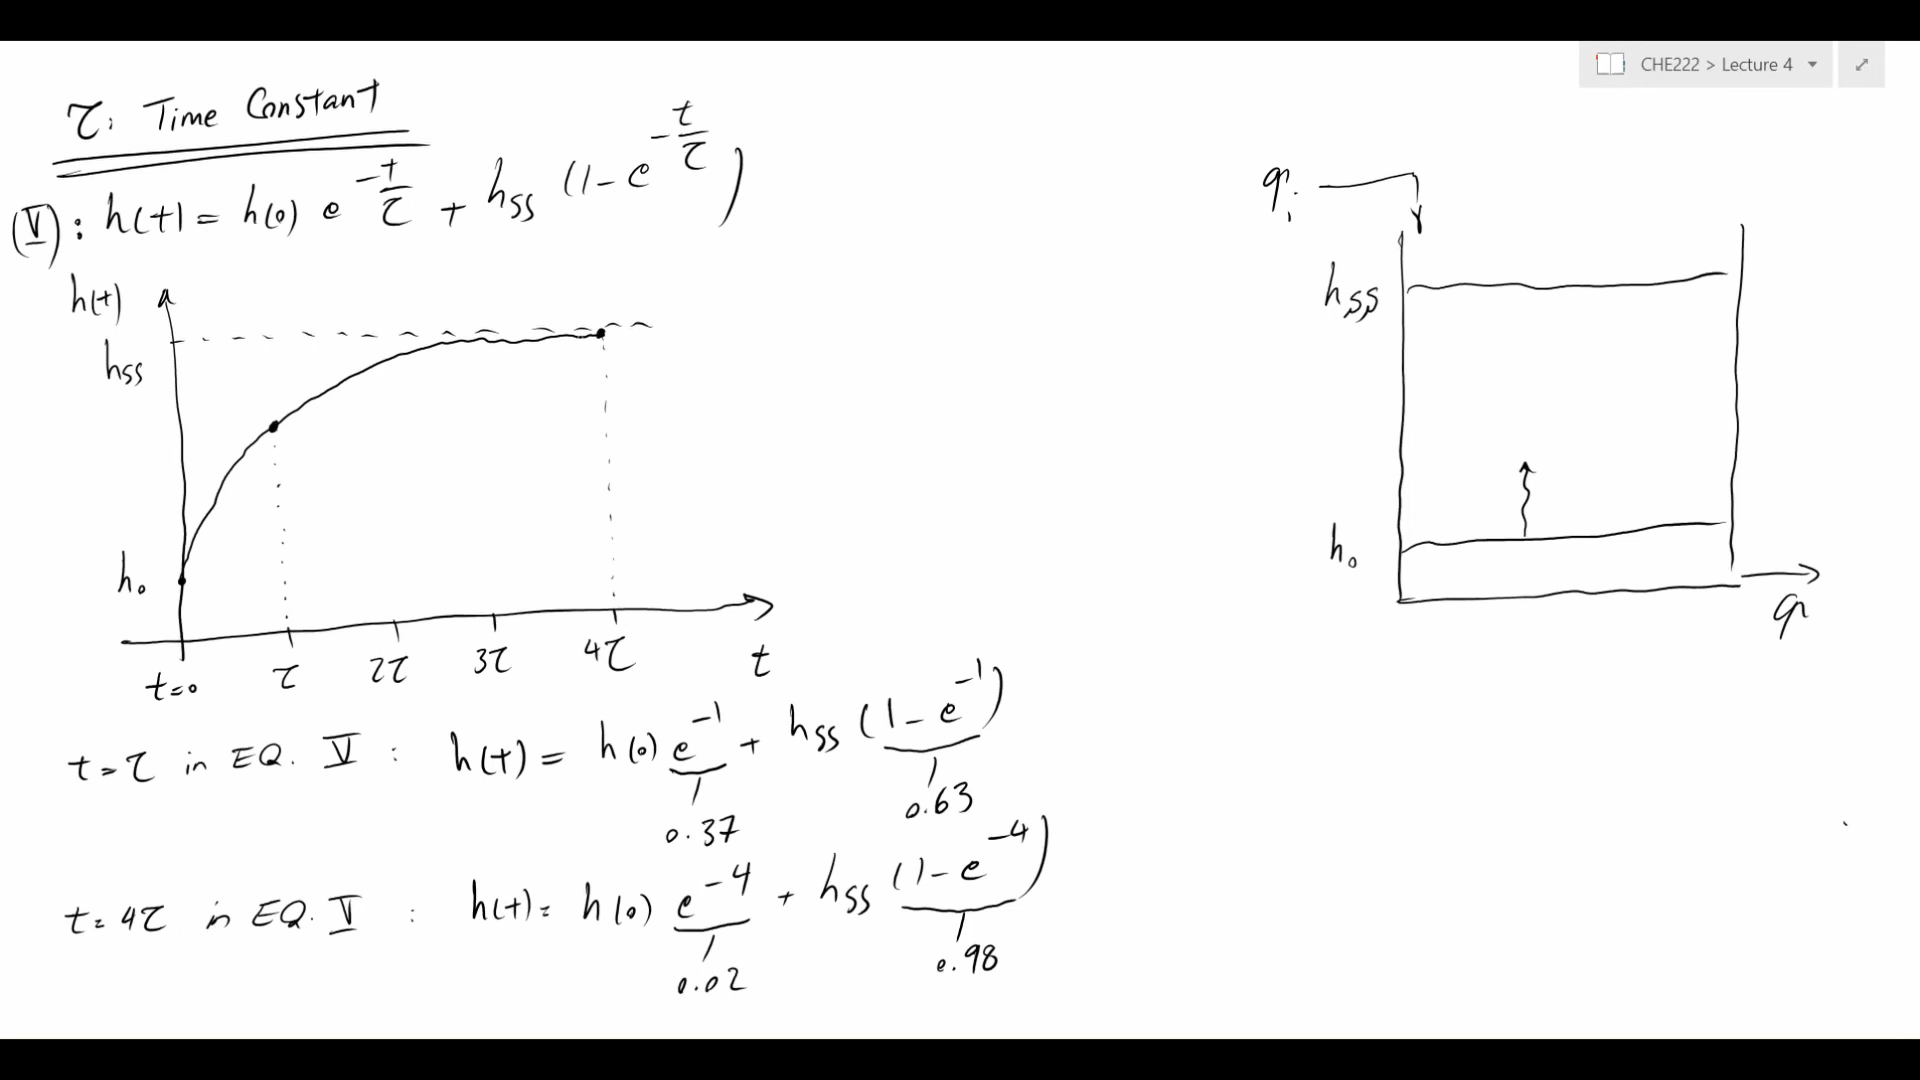 CHE222 > Lecture 4
τ: Time Constant
(V): h(t) = h(0) e^{-t/τ} + hss (1 - e^{-t/τ})
h(t)
hss
h₀
t=0 τ 2τ 3τ 4τ t
qi
hss
h₀
q
t=τ in EQ. V : h(t) = h(0) e^{-1} + hss (1 - e^{-1})
0.37 0.63
t=4τ in EQ. V : h(t) = h(0) e^{-4} + hss (1 - e^{-4})
0.02 0.98